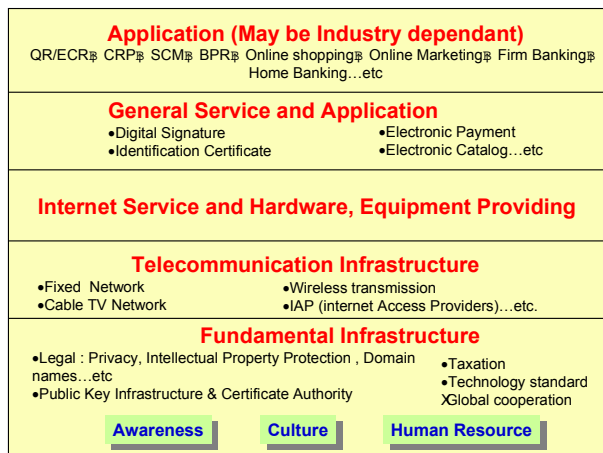 Application (May be Industry dependant)
QR/ECR฿ CRP฿ SCM฿ BPR฿ Online shopping฿ Online Marketing฿ Firm Banking฿
Home Banking…etc
General Service and Application
•Digital Signature
•Identification Certificate
•Electronic Payment
•Electronic Catalog…etc
Internet Service and Hardware, Equipment Providing
Telecommunication Infrastructure
•Fixed Network
•Cable TV Network
•Wireless transmission
•IAP (internet Access Providers)…etc.
Fundamental Infrastructure
•Legal : Privacy, Intellectual Property Protection , Domain
names…etc
•Public Key Infrastructure & Certificate Authority
•Taxation
•Technology standard
XGlobal cooperation
Awareness
Culture
Human Resource